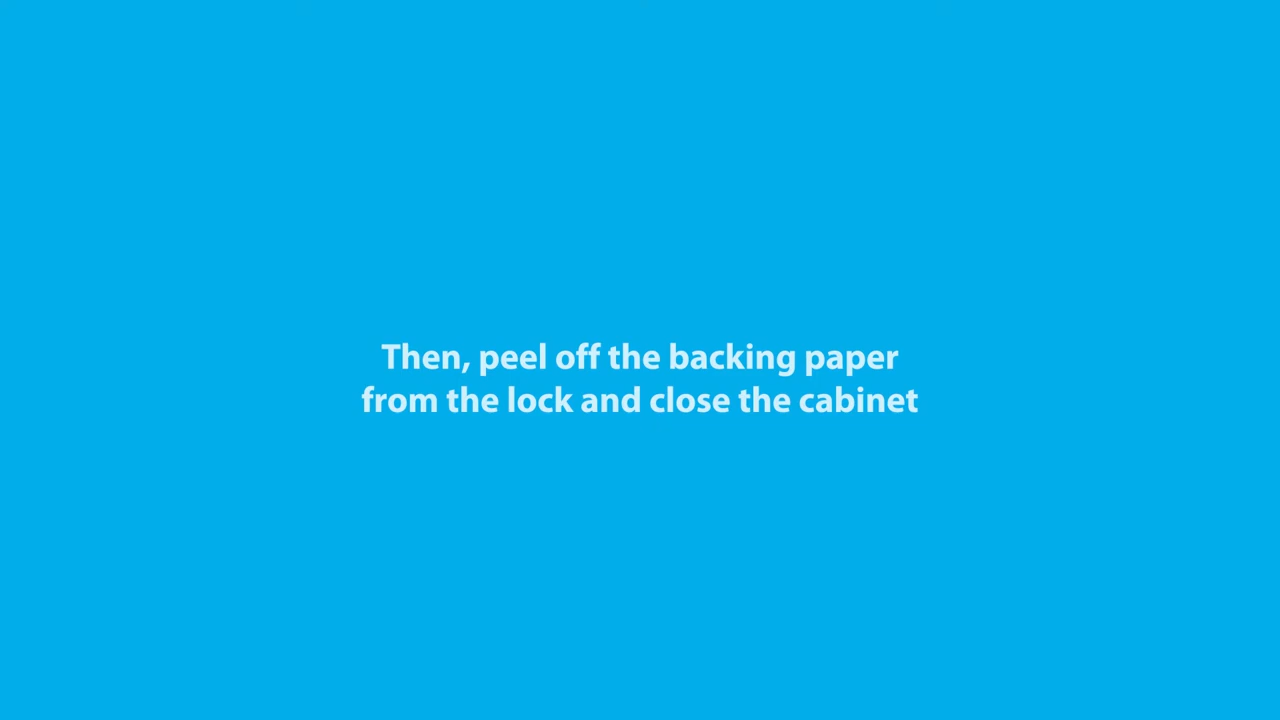 Then, peel off the backing paper
from the lock and close the cabinet